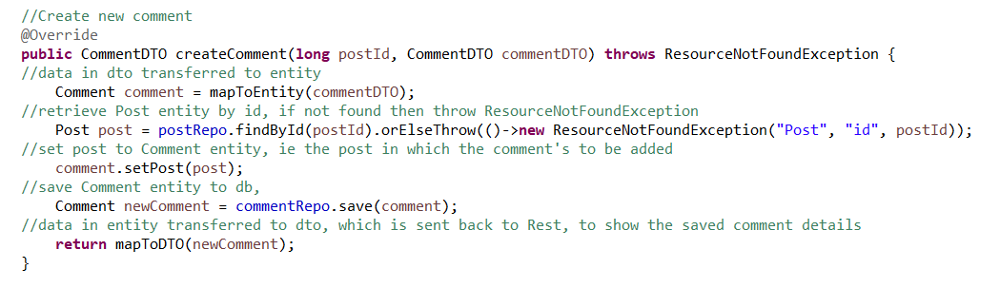 //Create new comment
@Override
public CommentDTO createComment(long postId, CommentDTO commentDTO) throws ResourceNotFoundException {
//data in dto transferred to entity
    Comment comment = mapToEntity(commentDTO);
//retrieve Post entity by id, if not found then throw ResourceNotFoundException
    Post post = postRepo.findById(postId).orElseThrow(()->new ResourceNotFoundException("Post", "id", postId));
//set post to Comment entity, ie the post in which the comment's to be added
    comment.setPost(post);
//save Comment entity to db,
    Comment newComment = commentRepo.save(comment);
//data in entity transferred to dto, which is sent back to Rest, to show the saved comment details
    return mapToDTO(newComment);
}